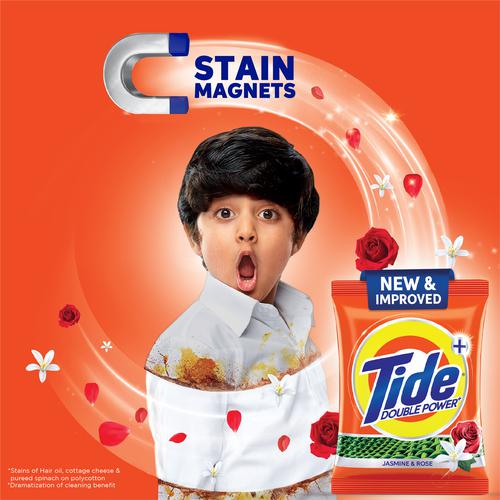 STAIN
MAGNETS
NEW &
IMPROVED
Tide+
DOUBLE POWER
JASMINE & ROSE
*Stains of Hair oil, cottage cheese &
pureed spinach on polycotton
*Dramatization of cleaning benefit